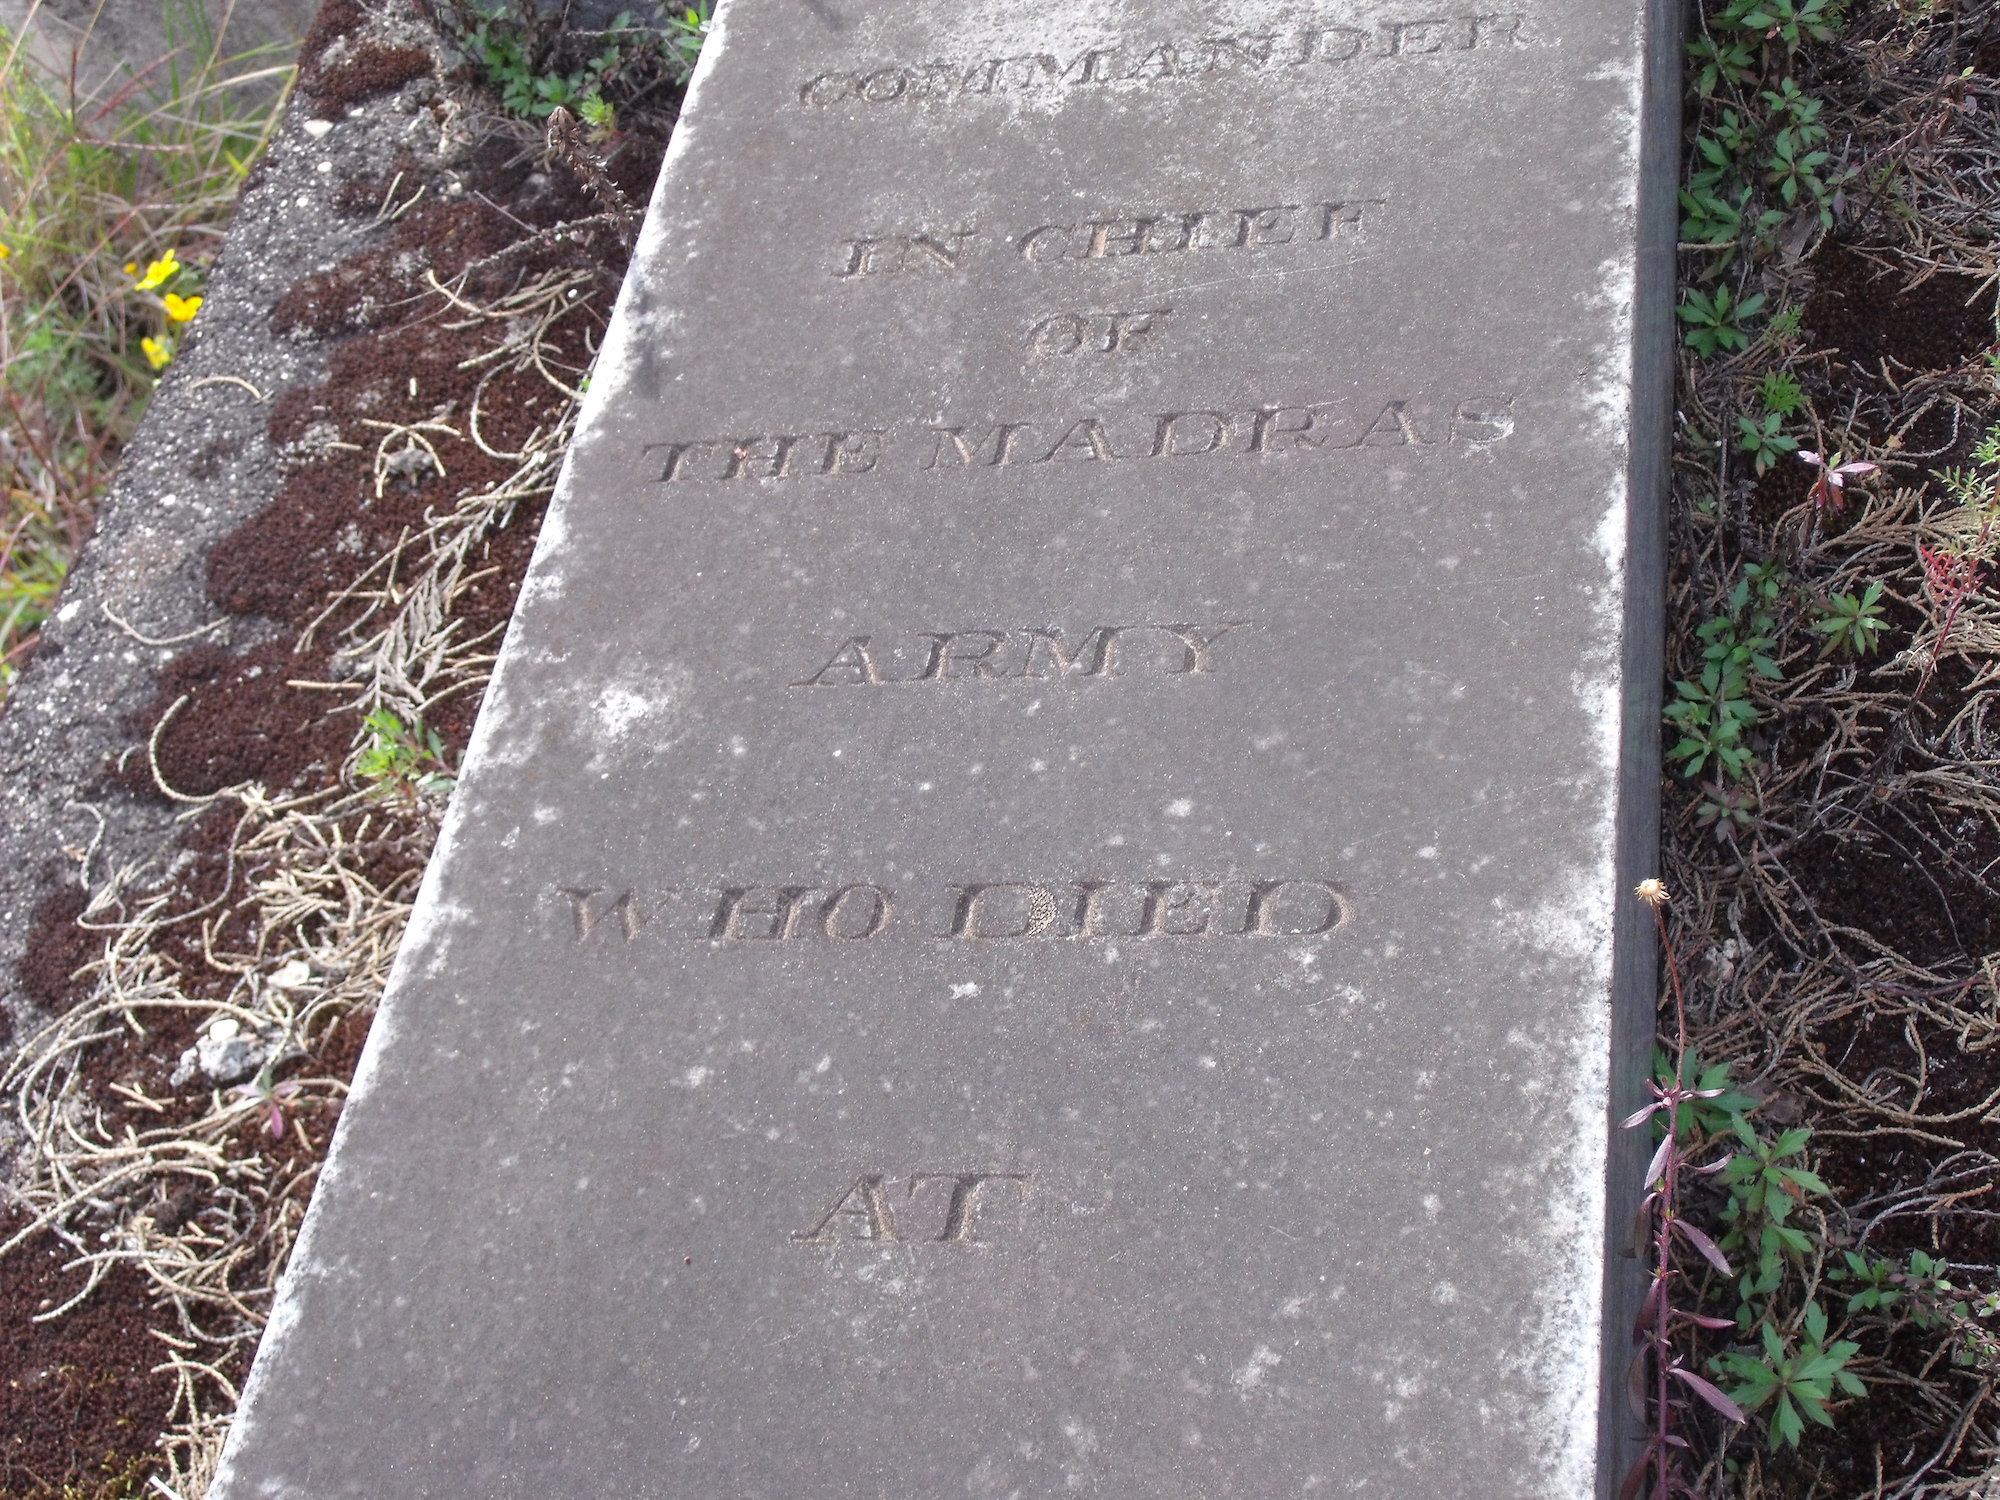 COMMANDER
IN CHIEF
OF
THE MADRAS
ARMY
WHO DIED
AT